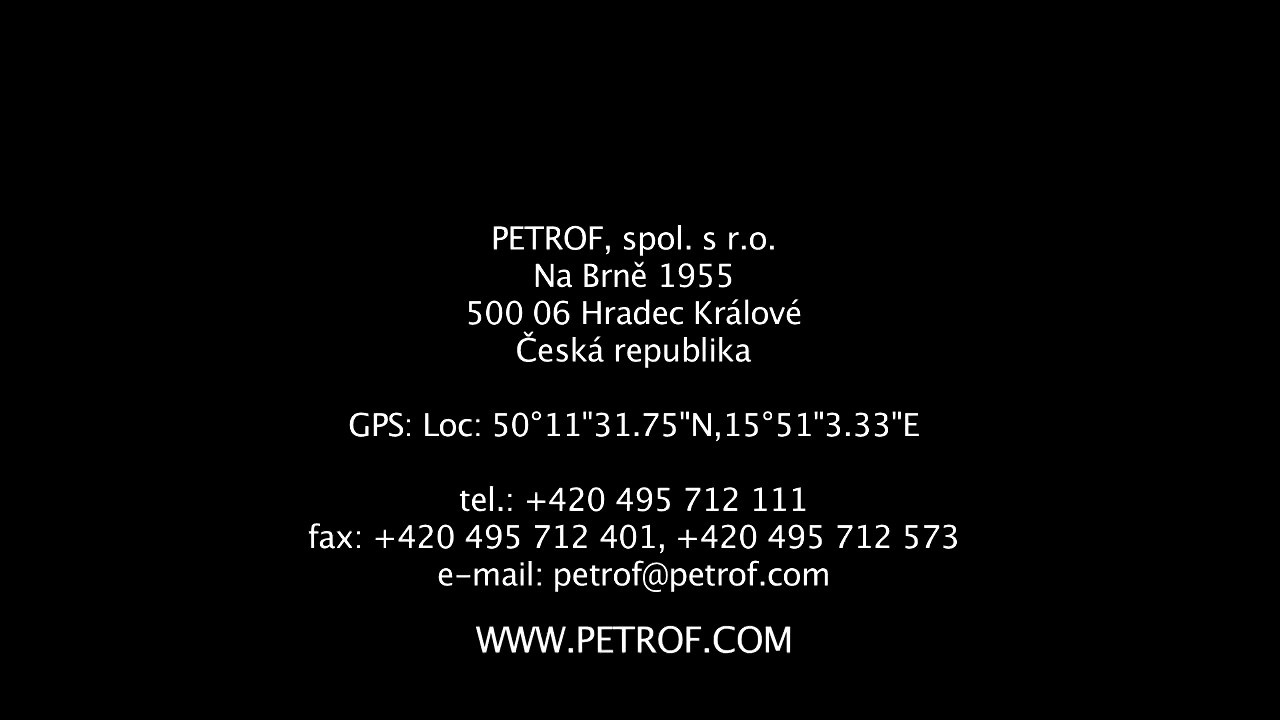 PETROF, spol. s r.o.
Na Brně 1955
500 06 Hradec Králové
Česká republika
GPS: Loc: 50°11"31.75"N,15°51"3.33"E
tel.: +420 495 712 111
fax: +420 495 712 401, +420 495 712 573
e-mail: petrof@petrof.com
WWW.PETROF.COM